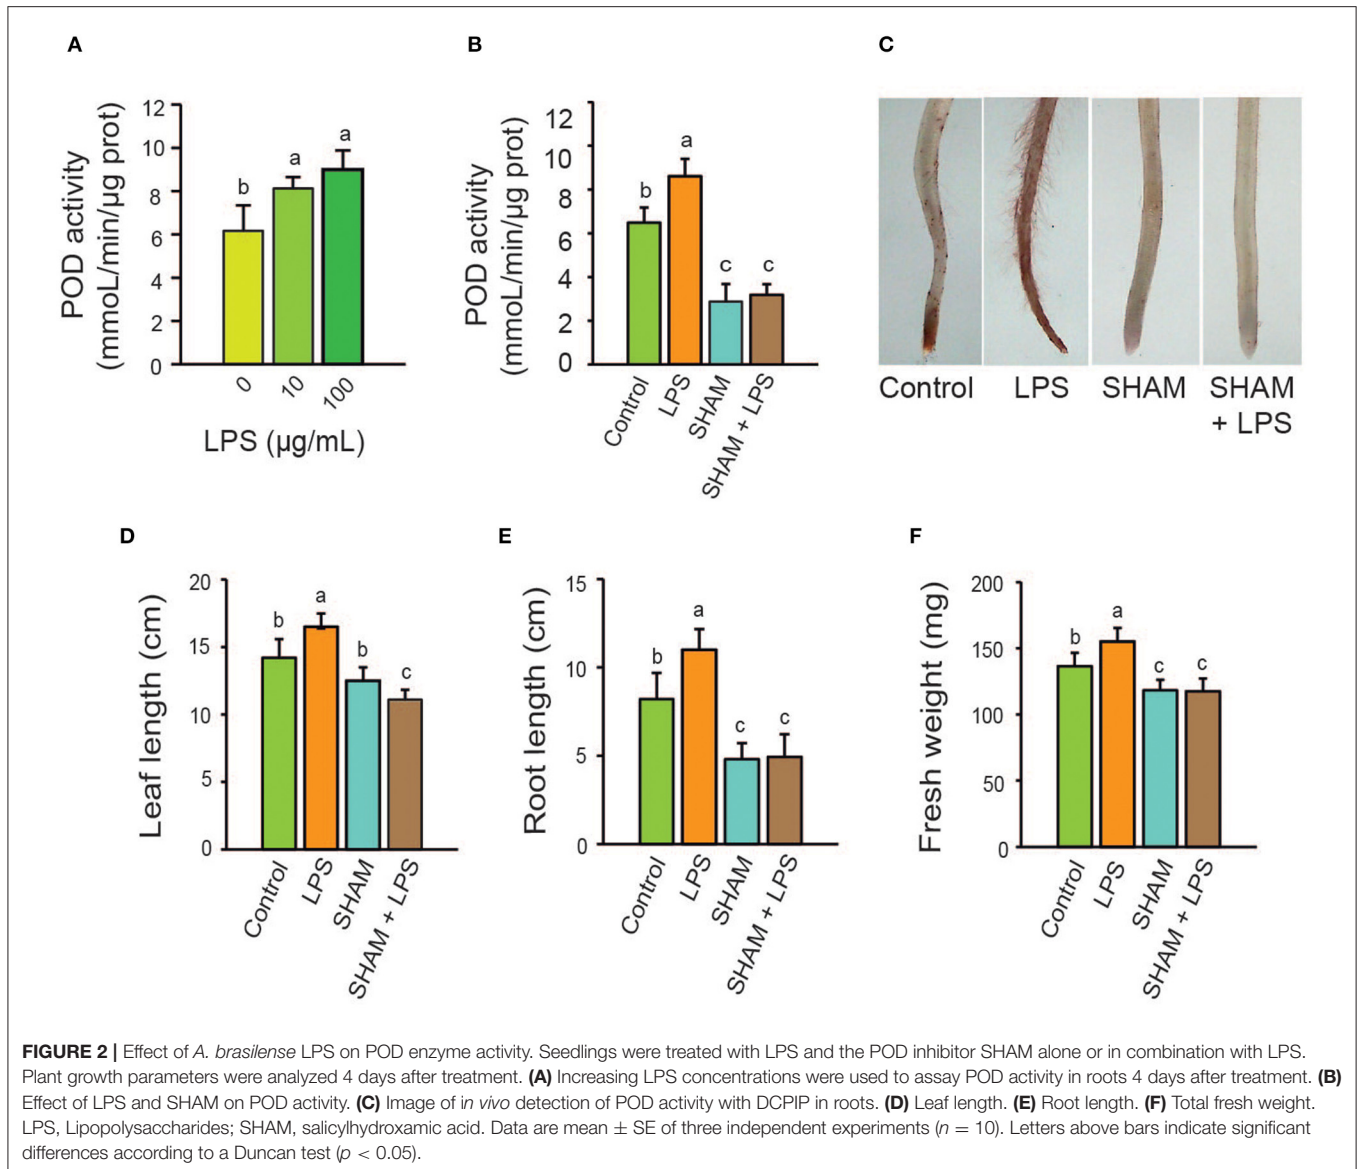 A
POD activity
(mmoL/min/µg prot)
12
10
8
6
4
2
0
b
a
a
0
10
100
LPS (µg/mL)
B
POD activity
(mmoL/min/µg prot)
12
10
8
6
4
2
0
b
a
c
c
Control
LPS
SHAM
SHAM + LPS
C
Control
LPS
SHAM
SHAM
+ LPS
D
Leaf length (cm)
20
15
10
5
0
b
a
b
c
Control
LPS
SHAM
SHAM + LPS
E
Root length (cm)
15
10
5
0
b
a
c
c
Control
LPS
SHAM
SHAM + LPS
F
Fresh weight (mg)
200
150
100
50
0
b
a
c
c
Control
LPS
SHAM
SHAM + LPS
FIGURE 2 | Effect of A. brasilense LPS on POD enzyme activity. Seedlings were treated with LPS and the POD inhibitor SHAM alone or in combination with LPS.
Plant growth parameters were analyzed 4 days after treatment. (A) Increasing LPS concentrations were used to assay POD activity in roots 4 days after treatment. (B)
Effect of LPS and SHAM on POD activity. (C) Image of in vivo detection of POD activity with DCPIP in roots. (D) Leaf length. (E) Root length. (F) Total fresh weight.
LPS, Lipopolysaccharides; SHAM, salicylhydroxamic acid. Data are mean ± SE of three independent experiments (n = 10). Letters above bars indicate significant
differences according to a Duncan test (p < 0.05).